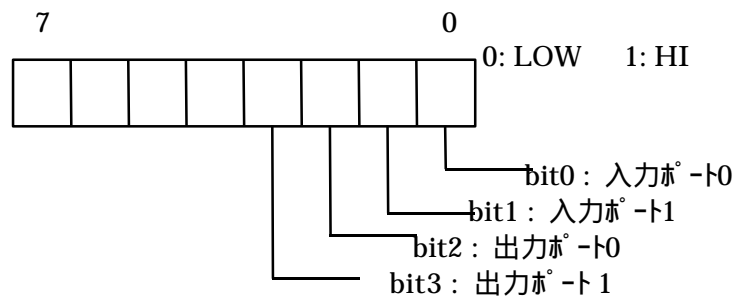 7 0
0: LOW 1: HI
bit0 : 入力ﾎﾟｰﾄ0
bit1 : 入力ﾎﾟｰﾄ1
bit2 : 出力ﾎﾟｰﾄ0
bit3 : 出力ﾎﾟｰﾄ 1